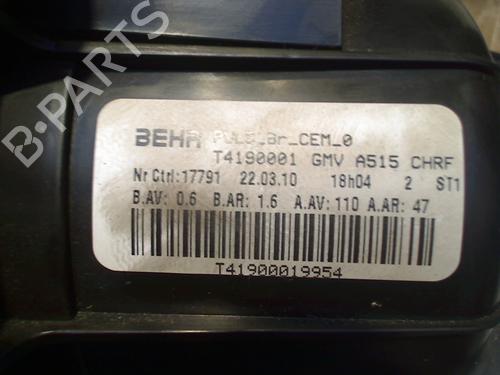 B-PARTS
BEHR Br_CEM_0
T4190001 GMV A515 CHRF
Nr Ctrl:17791 22.03.10 18h04 2 ST1
B.AV: 0.6 B.AR: 1.6 A.AV: 110 A.AR: 47
T41900019954